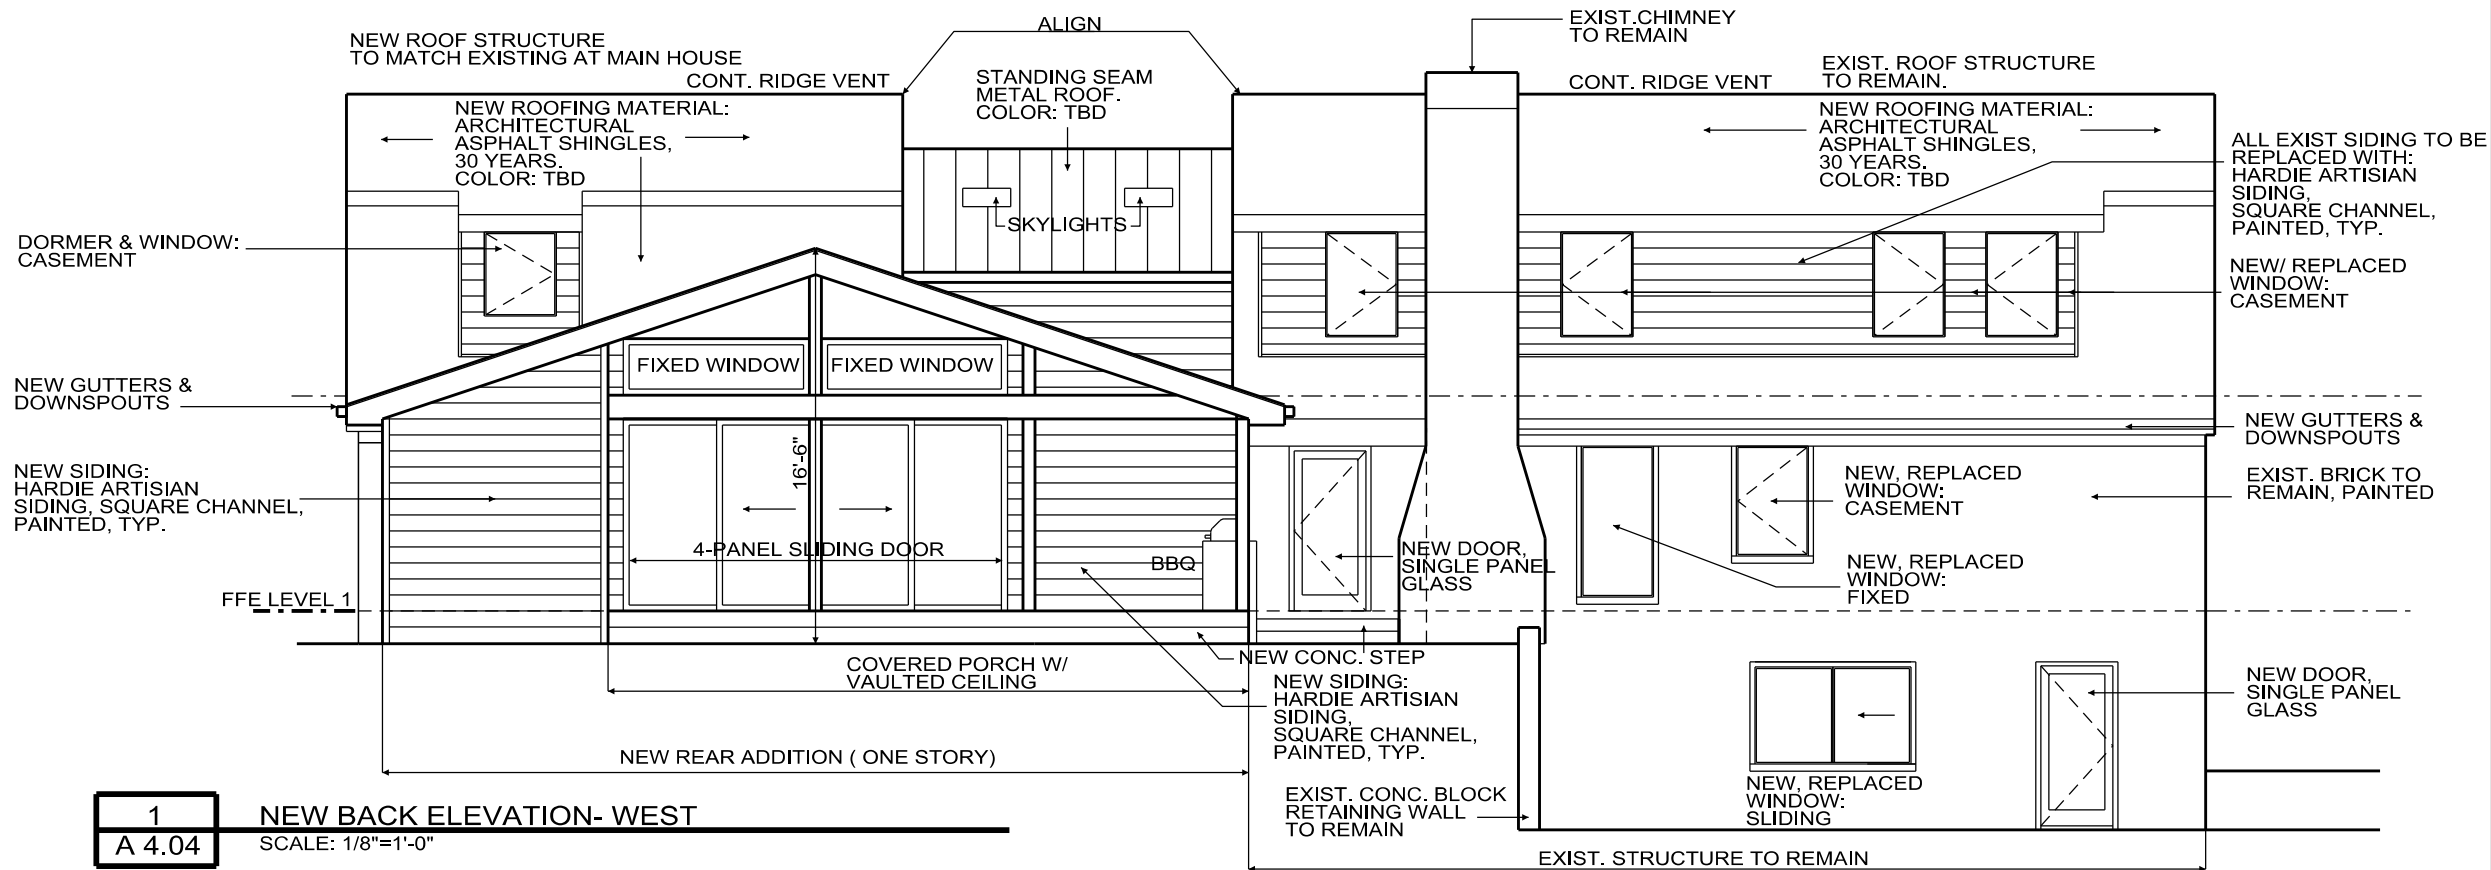 NEW ROOF STRUCTURE
TO MATCH EXISTING AT MAIN HOUSE
CONT. RIDGE VENT
ALIGN
STANDING SEAM
METAL ROOF.
COLOR: TBD
EXIST.CHIMNEY
TO REMAIN
CONT. RIDGE VENT
EXIST. ROOF STRUCTURE
TO REMAIN.
NEW ROOFING MATERIAL:
ARCHITECTURAL
ASPHALT SHINGLES,
30 YEARS.
COLOR: TBD
NEW ROOFING MATERIAL:
ARCHITECTURAL
ASPHALT SHINGLES,
30 YEARS.
COLOR: TBD
ALL EXIST SIDING TO BE
REPLACED WITH:
HARDIE ARTISIAN
SIDING,
SQUARE CHANNEL,
PAINTED, TYP.
SKYLIGHTS
DORMER & WINDOW:
CASEMENT
NEW/ REPLACED
WINDOW:
CASEMENT
FIXED WINDOW
FIXED WINDOW
NEW GUTTERS &
DOWNSPOUTS
NEW GUTTERS &
DOWNSPOUTS
NEW SIDING:
HARDIE ARTISIAN
SIDING, SQUARE CHANNEL,
PAINTED, TYP.
16'-6"
NEW, REPLACED
WINDOW:
CASEMENT
EXIST. BRICK TO
REMAIN, PAINTED
4-PANEL SLIDING DOOR
BBQ
NEW DOOR,
SINGLE PANEL
GLASS
NEW, REPLACED
WINDOW:
FIXED
FFE LEVEL 1
COVERED PORCH W/
VAULTED CEILING
NEW CONC. STEP
NEW SIDING:
HARDIE ARTISIAN
SIDING,
SQUARE CHANNEL,
PAINTED, TYP.
NEW DOOR,
SINGLE PANEL
GLASS
NEW REAR ADDITION ( ONE STORY)
EXIST. CONC. BLOCK
RETAINING WALL
TO REMAIN
NEW, REPLACED
WINDOW:
SLIDING
EXIST. STRUCTURE TO REMAIN
1
A 4.04
NEW BACK ELEVATION- WEST
SCALE: 1/8"=1'-0"